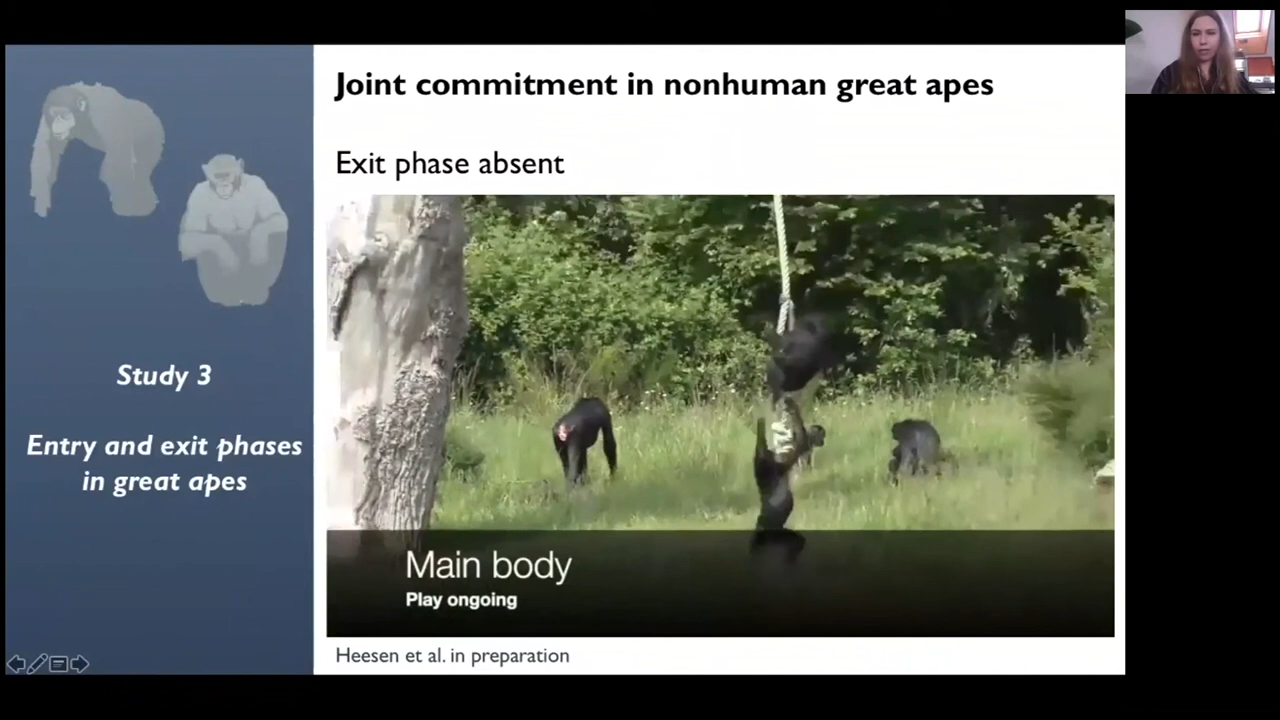 Joint commitment in nonhuman great apes
Exit phase absent
Study 3
Entry and exit phases
in great apes
Main body
Play ongoing
Heesen et al. in preparation